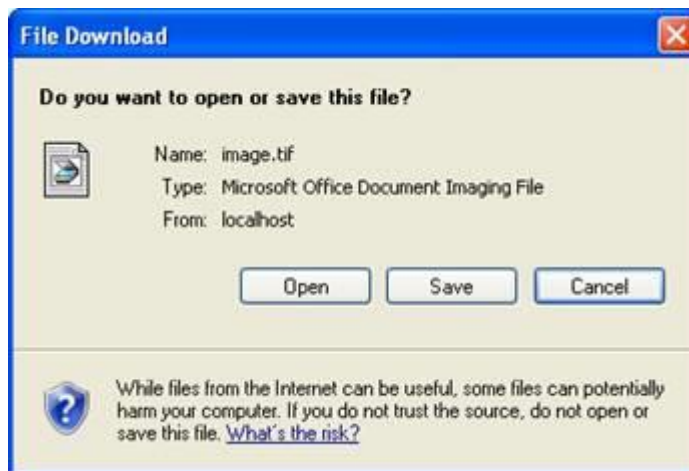 File Download
Do you want to open or save this file?
Name: image.tif
Type: Microsoft Office Document Imaging File
From: localhost
Open Save Cancel
While files from the Internet can be useful, some files can potentially
harm your computer. If you do not trust the source, do not open or
save this file. What's the risk?